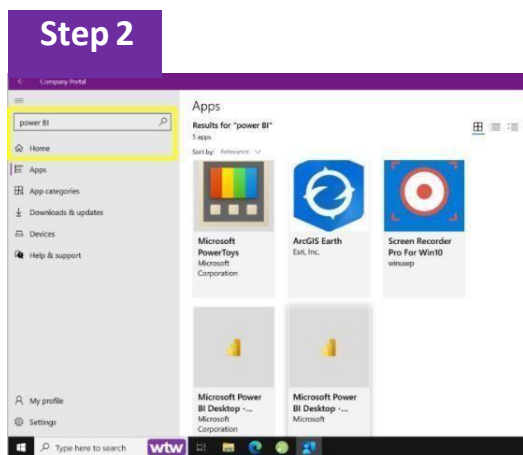 Step 2
Company Portal
power BI
Home
Apps
App categories
Downloads & updates
Devices
Help & support
My profile
Settings
Apps
Results for "power BI"
5 apps
Sort by: Relevance
Microsoft
PowerToys
Microsoft
Corporation
ArcGIS Earth
Esri, Inc.
Screen Recorder
Pro For Win10
winuwp
Microsoft Power
BI Desktop -...
Microsoft
Corporation
Microsoft Power
BI Desktop -...
Microsoft
Type here to search
wtw